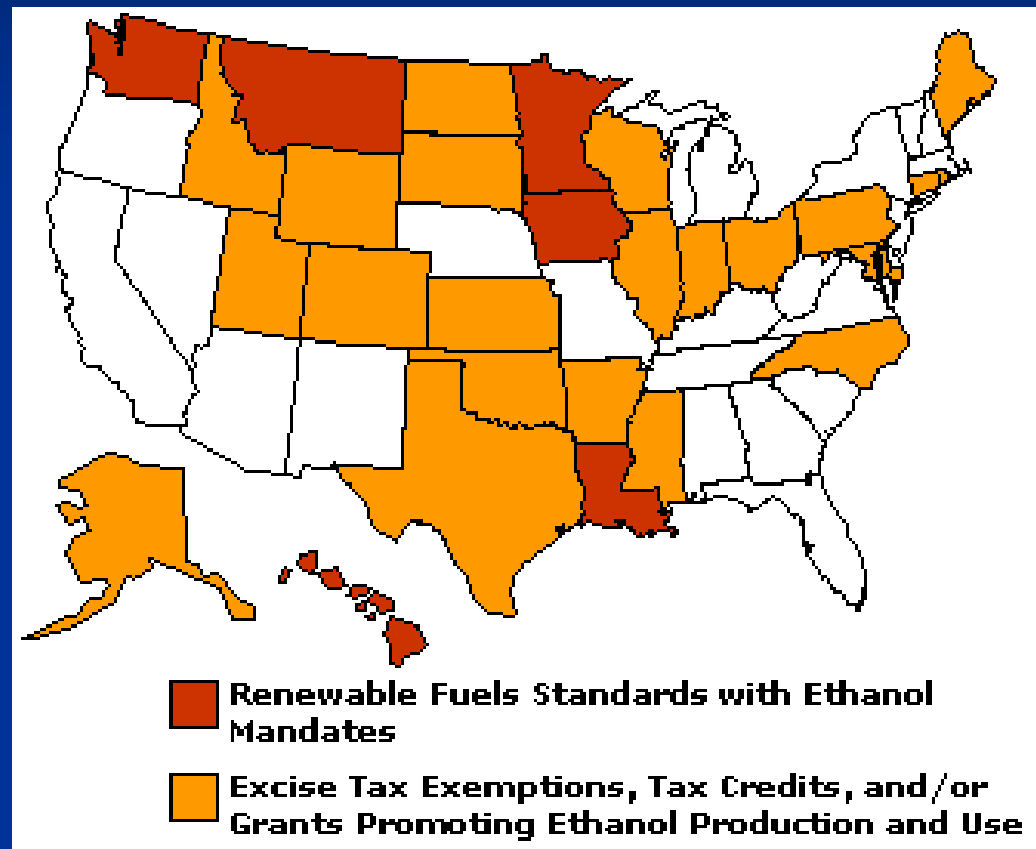 Renewable Fuels Standards with Ethanol
Mandates
Excise Tax Exemptions, Tax Credits, and/or
Grants Promoting Ethanol Production and Use